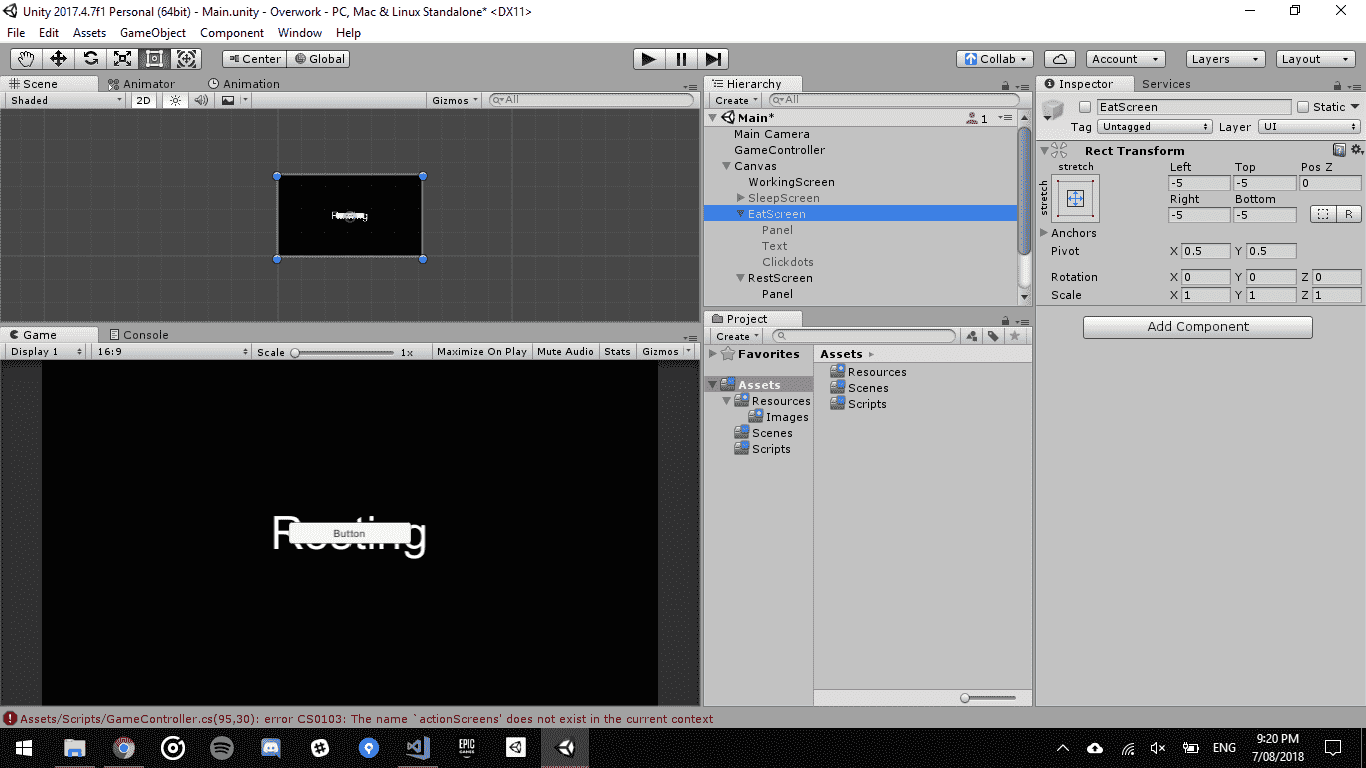 Unity 2017.4.7f1 Personal (64bit) - Main.unity - Overwork - PC, Mac & Linux Standalone* <DX11>
File Edit Assets GameObject Component Window Help
Center Global Collab Account Layers Layout
Scene Animator Animation
Shaded 2D Gizmos All
Resting
Game Console
Display 1 16:9 Scale 1x Maximize On Play Mute Audio Stats Gizmos
Resting
Button
Hierarchy
Create All
Main* 1
Main Camera
GameController
Canvas
WorkingScreen
SleepScreen
EatScreen
Panel
Text
Clickdots
RestScreen
Panel
Project
Create
Favorites
Assets
Resources
Images
Scenes
Scripts
Assets
Resources
Scenes
Scripts
Inspector Services
EatScreen Static
Tag Untagged Layer UI
Rect Transform
stretch
stretch
Left Top Pos Z
-5 -5 0
Right Bottom
-5 -5 R
Anchors
Pivot X 0.5 Y 0.5
Rotation X 0 Y 0 Z 0
Scale X 1 Y 1 Z 1
Add Component
Assets/Scripts/GameController.cs(95,30): error CS0103: The name `actionScreens' does not exist in the current context
EPIC GAMES
ENG
9:20 PM
7/08/2018